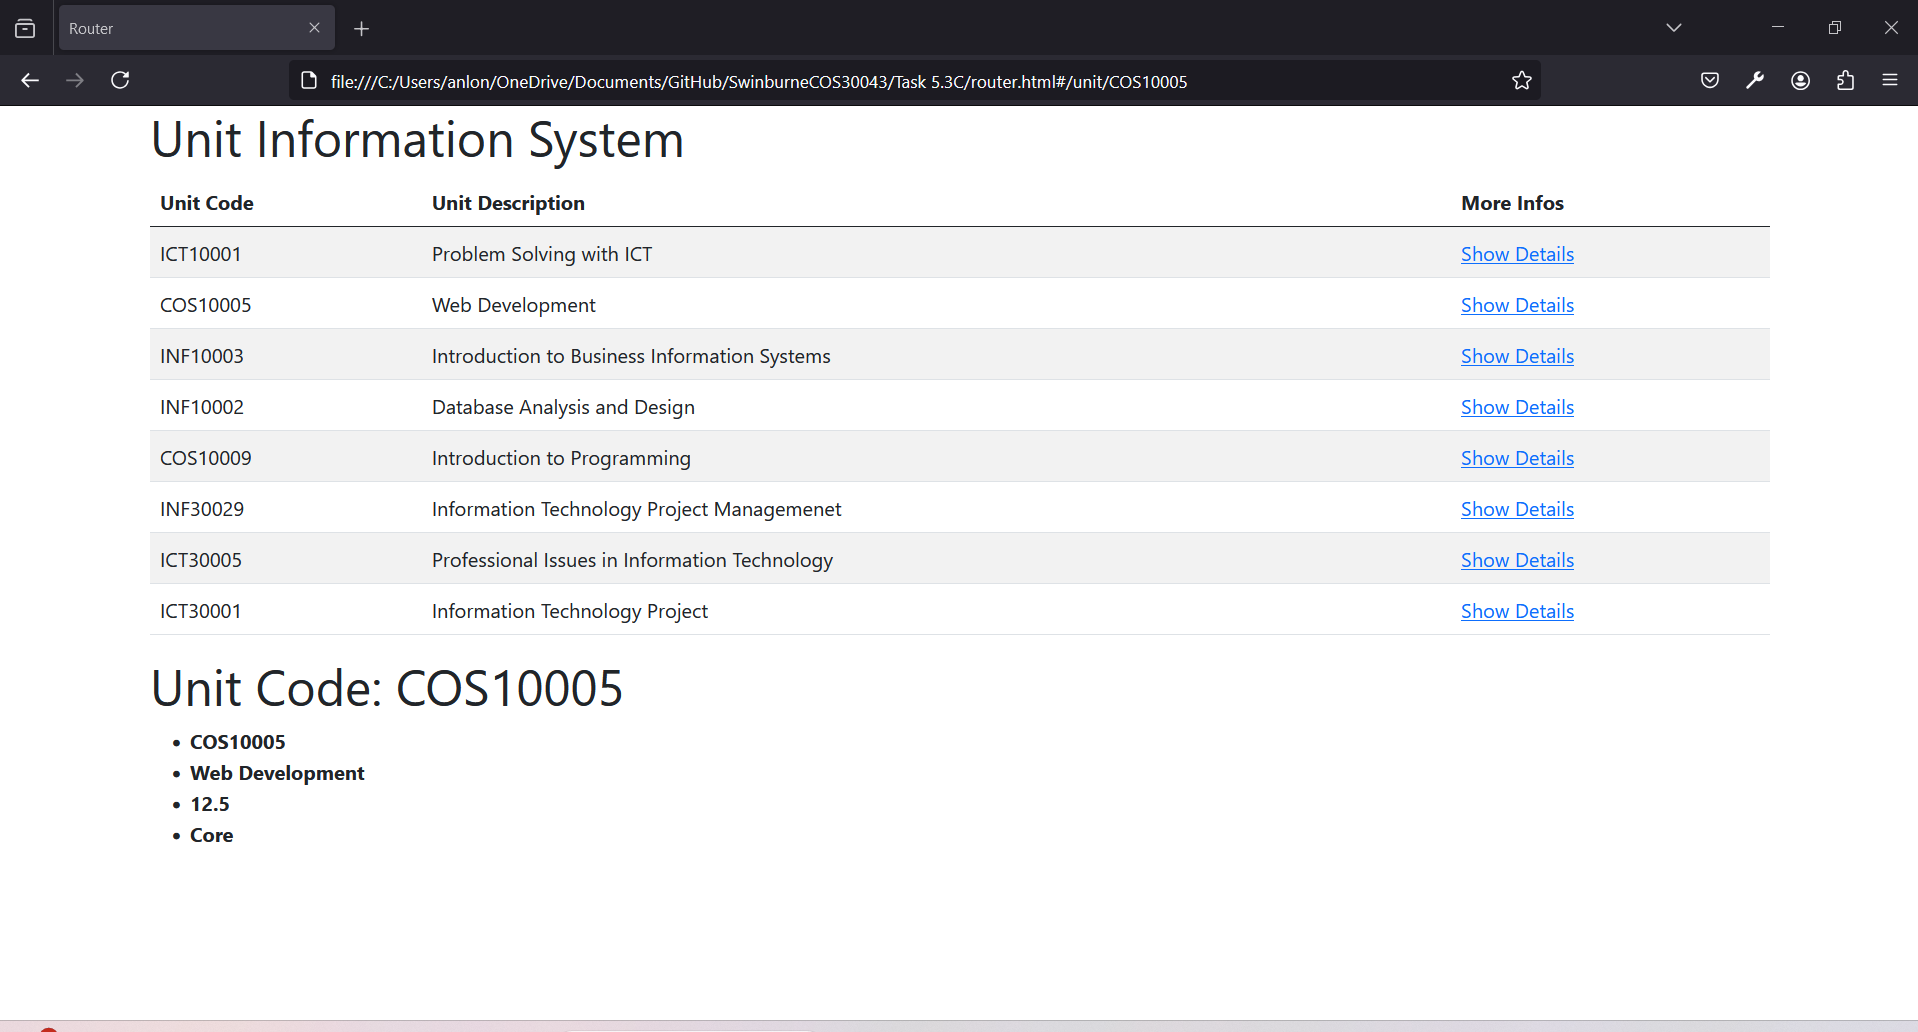 Router
file:///C:/Users/anlon/OneDrive/Documents/GitHub/SwinburneCOS30043/Task 5.3C/router.html#/unit/COS10005
Unit Information System
Unit Code Unit Description More Infos
ICT10001 Problem Solving with ICT Show Details
COS10005 Web Development Show Details
INF10003 Introduction to Business Information Systems Show Details
INF10002 Database Analysis and Design Show Details
COS10009 Introduction to Programming Show Details
INF30029 Information Technology Project Managemenet Show Details
ICT30005 Professional Issues in Information Technology Show Details
ICT30001 Information Technology Project Show Details
Unit Code: COS10005
• COS10005
• Web Development
• 12.5
• Core